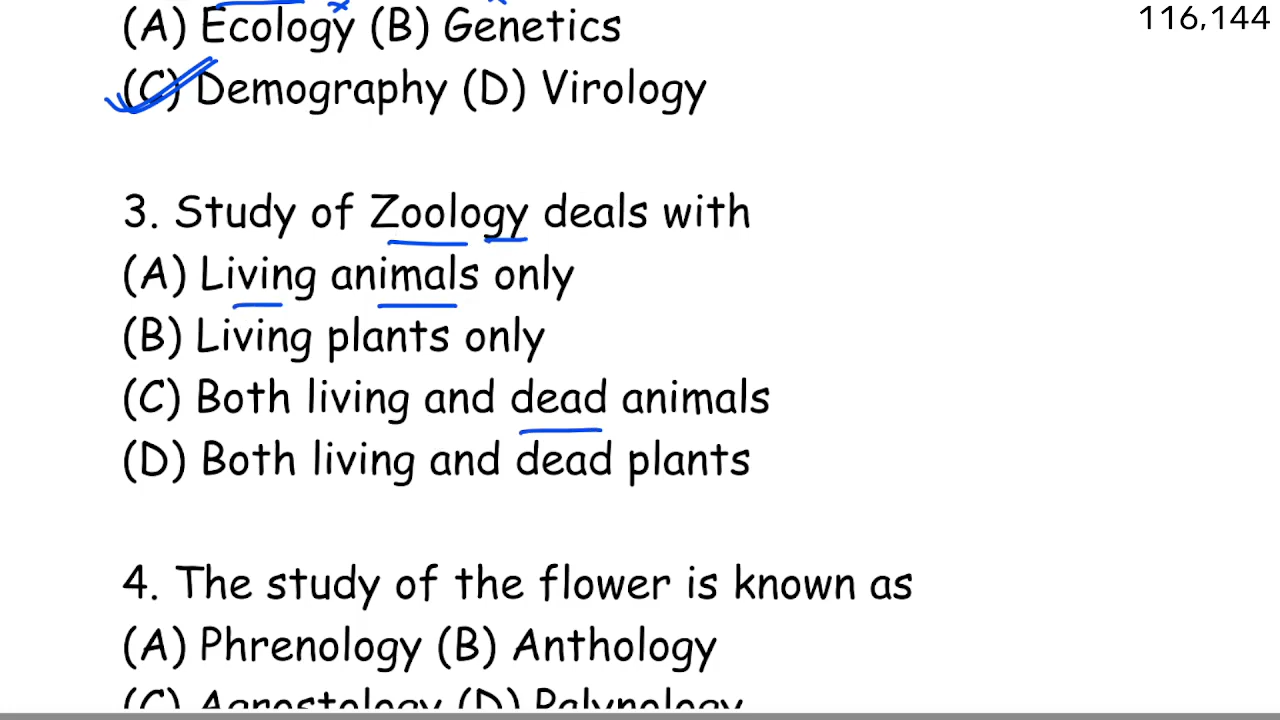 (A) Ecology (B) Genetics
116,144
(C) Demography (D) Virology
3. Study of Zoology deals with
(A) Living animals only
(B) Living plants only
(C) Both living and dead animals
(D) Both living and dead plants
4. The study of the flower is known as
(A) Phrenology (B) Anthology
(C) Agrostology (D) Palynology